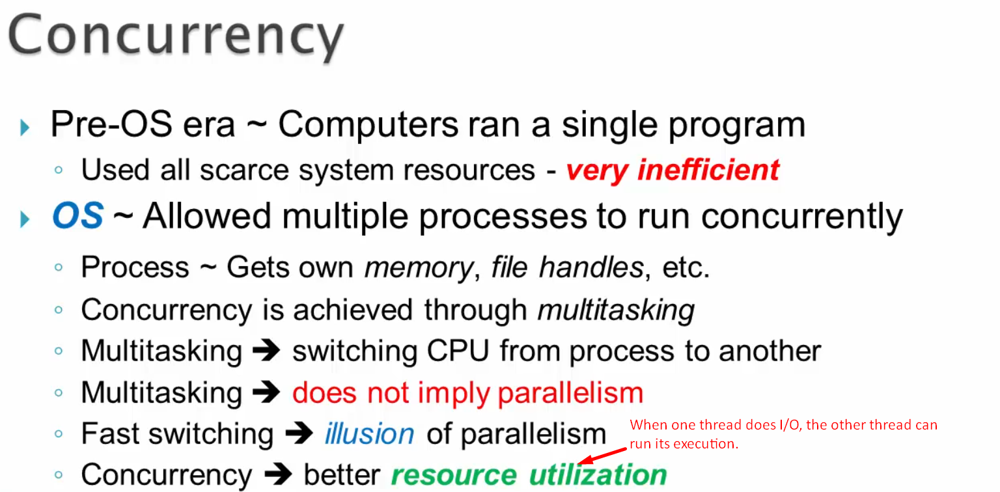 Concurrency
Pre-OS era ~ Computers ran a single program
Used all scarce system resources - very inefficient
OS ~ Allowed multiple processes to run concurrently
Process ~ Gets own memory, file handles, etc.
Concurrency is achieved through multitasking
Multitasking ➔ switching CPU from process to another
Multitasking ➔ does not imply parallelism
Fast switching ➔ illusion of parallelism
When one thread does I/O, the other thread can
run its execution.
Concurrency ➔ better resource utilization